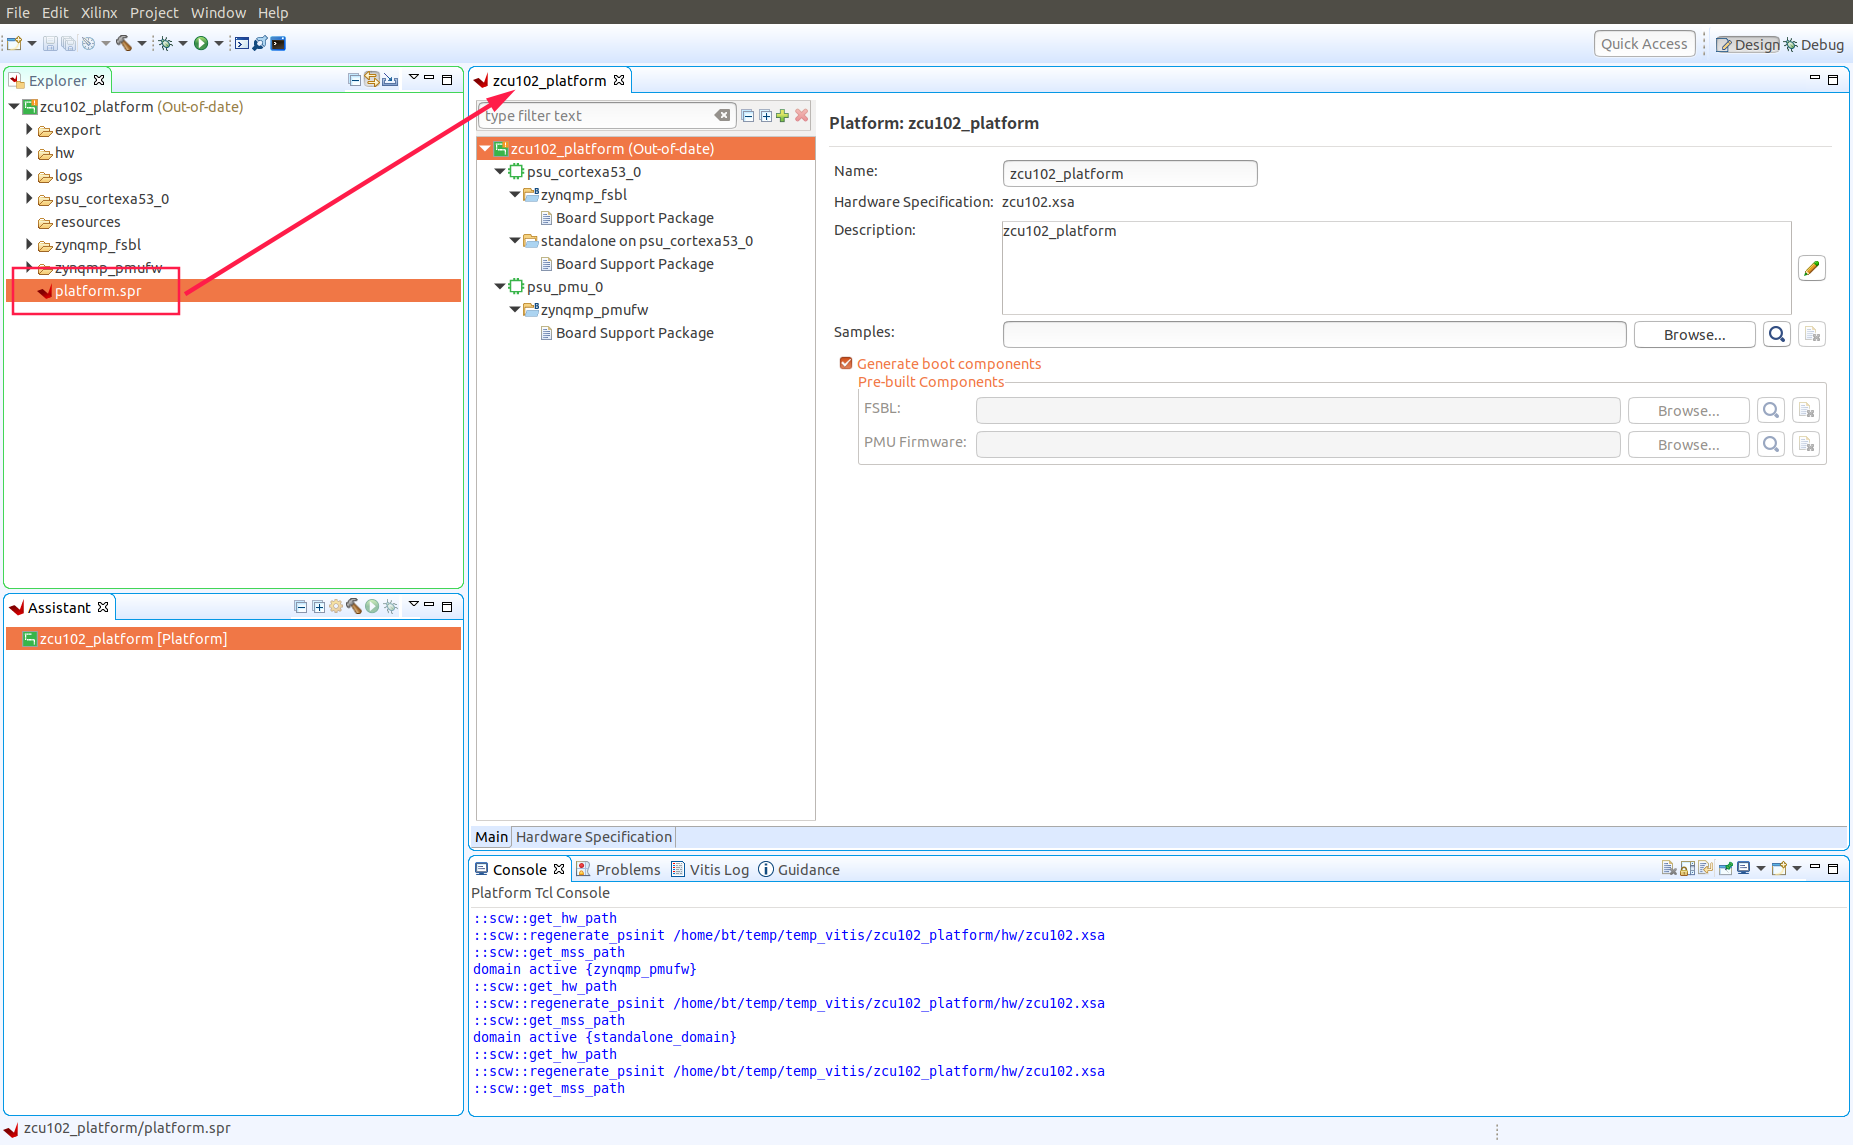 File Edit Xilinx Project Window Help
Quick Access
Design
Debug
Explorer
zcu102_platform (Out-of-date)
export
hw
logs
psu_cortexa53_0
resources
zynqmp_fsbl
zynqmp_pmufw
platform.spr
Assistant
zcu102_platform [Platform]
zcu102_platform
type filter text
zcu102_platform (Out-of-date)
psu_cortexa53_0
zynqmp_fsbl
Board Support Package
standalone on psu_cortexa53_0
Board Support Package
psu_pmu_0
zynqmp_pmufw
Board Support Package
Platform: zcu102_platform
Name: zcu102_platform
Hardware Specification: zcu102.xsa
Description: zcu102_platform
Samples: Browse...
Generate boot components
Pre-built Components
FSBL: Browse...
PMU Firmware: Browse...
Main Hardware Specification
Console Problems Vitis Log Guidance
Platform Tcl Console
::scw::get_hw_path
::scw::regenerate_psinit /home/bt/temp/temp_vitis/zcu102_platform/hw/zcu102.xsa
::scw::get_mss_path
domain active {zynqmp_pmufw}
::scw::get_hw_path
::scw::regenerate_psinit /home/bt/temp/temp_vitis/zcu102_platform/hw/zcu102.xsa
::scw::get_mss_path
domain active {standalone_domain}
::scw::get_hw_path
::scw::regenerate_psinit /home/bt/temp/temp_vitis/zcu102_platform/hw/zcu102.xsa
::scw::get_mss_path
zcu102_platform/platform.spr